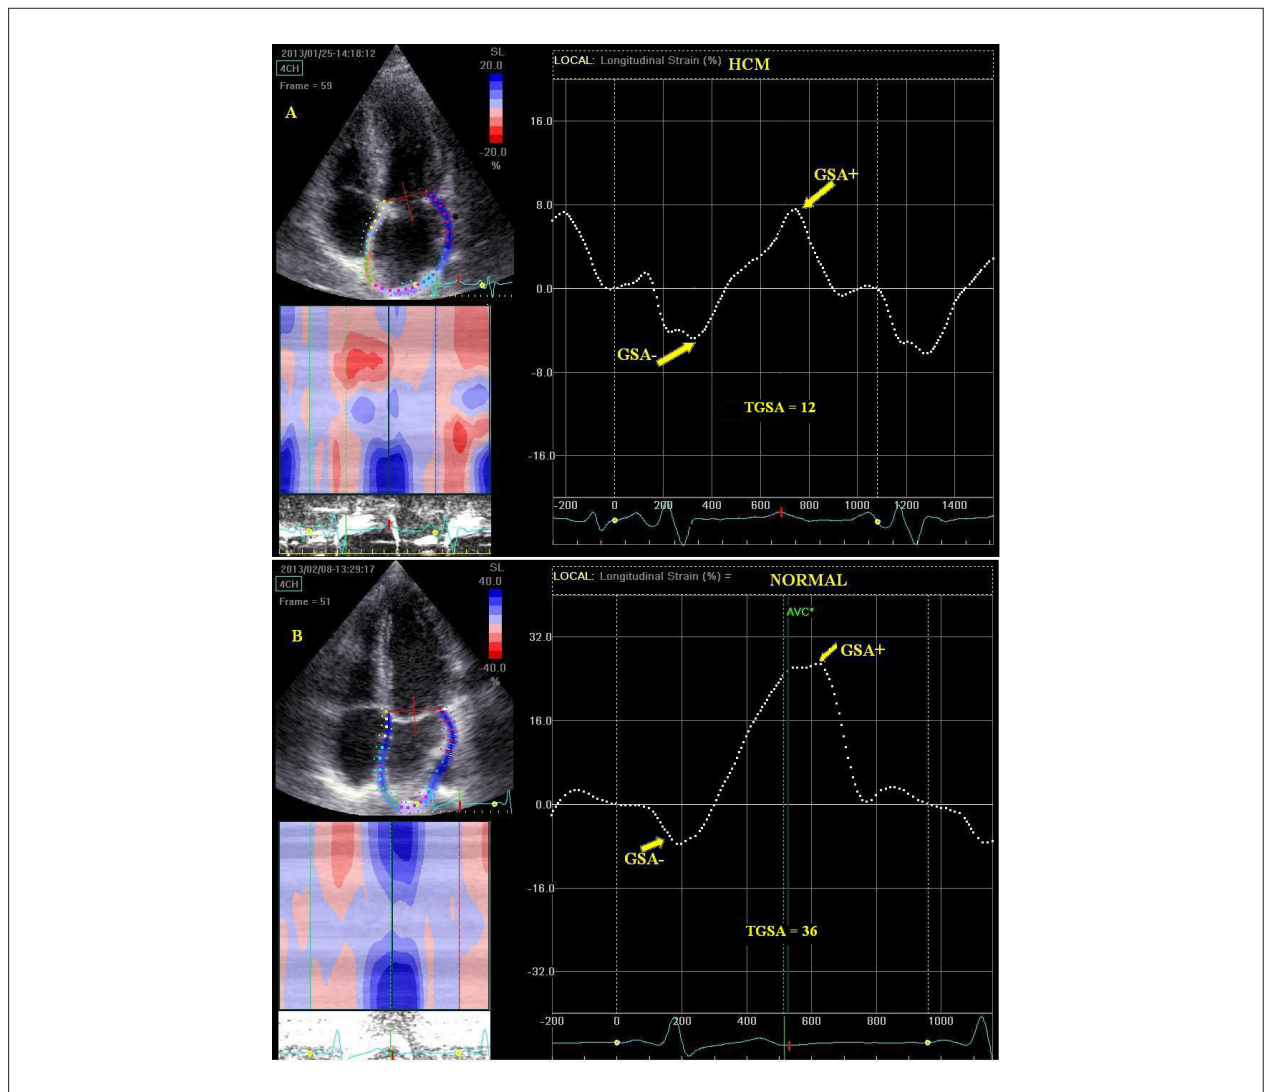 2013/01/25-14:18:12
4CH
Frame = 59
A
SL
20.0
-20.0
%
LOCAL: Longitudinal Strain (%) HCM
16.0
8.0
0.0
-8.0
-16.0
GSA+
GSA-
TGSA = 12
-200 0 200 400 600 800 1000 1200 1400
2013/02/08-13:29:17
4CH
Frame = 51
B
SL
40.0
-40.0
%
LOCAL: Longitudinal Strain (%) = NORMAL
AVC*
32.0
16.0
0.0
-16.0
-32.0
GSA+
GSA-
TGSA = 36
-200 0 200 400 600 800 1000